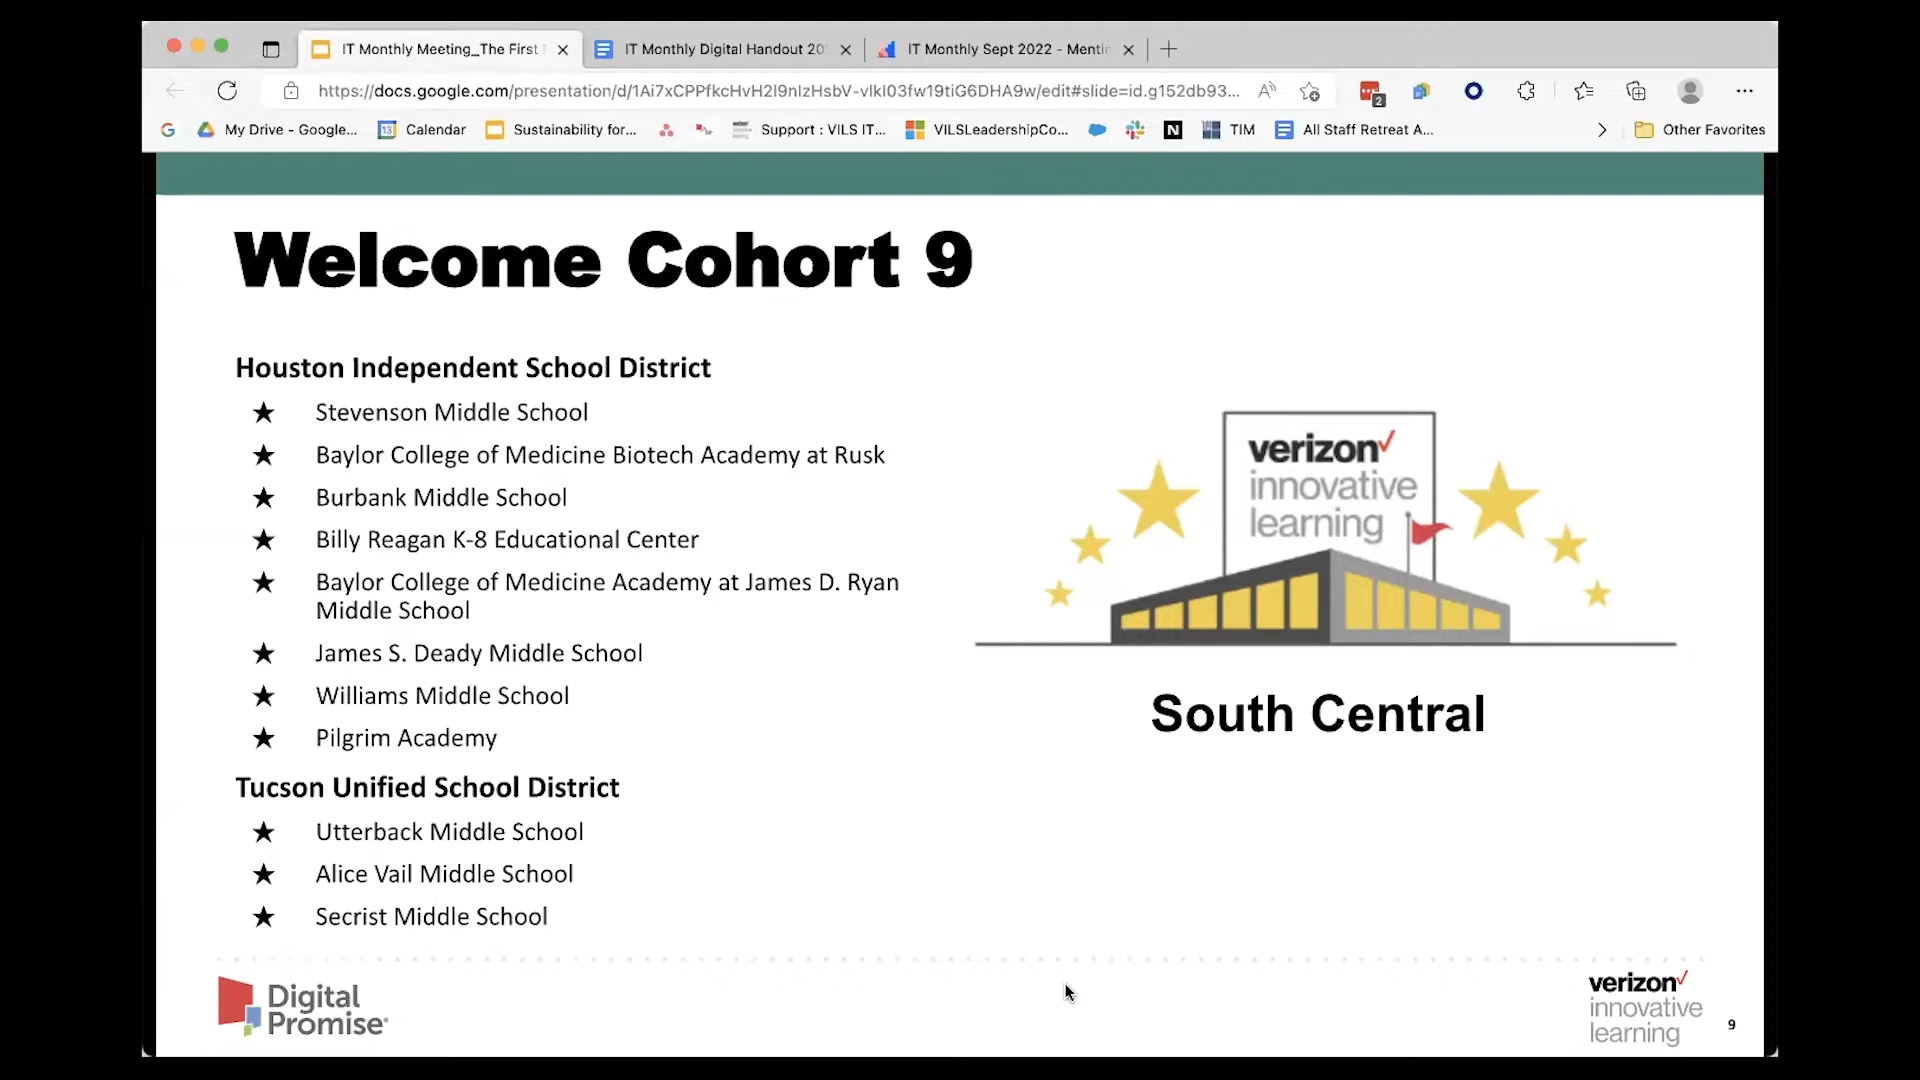 IT Monthly Meeting_The First
IT Monthly Digital Handout 20
IT Monthly Sept 2022 - Menti
https://docs.google.com/presentation/d/1Ai7xCPPfkcHvH2I9nIzHsbV-vlkI03fw19tiG6DHA9w/edit#slide=id.g152db93...
2
G
My Drive - Google...
13
Calendar
Sustainability for...
Support : VILS IT...
VILSLeadershipCo...
N
TIM
All Staff Retreat A...
Other Favorites
Welcome Cohort 9
Houston Independent School District
★ Stevenson Middle School
★ Baylor College of Medicine Biotech Academy at Rusk
★ Burbank Middle School
★ Billy Reagan K-8 Educational Center
★ Baylor College of Medicine Academy at James D. Ryan
Middle School
★ James S. Deady Middle School
★ Williams Middle School
★ Pilgrim Academy
Tucson Unified School District
★ Utterback Middle School
★ Alice Vail Middle School
★ Secrist Middle School
verizon✓
innovative
learning
South Central
Digital
Promise
verizon✓
innovative
learning
9